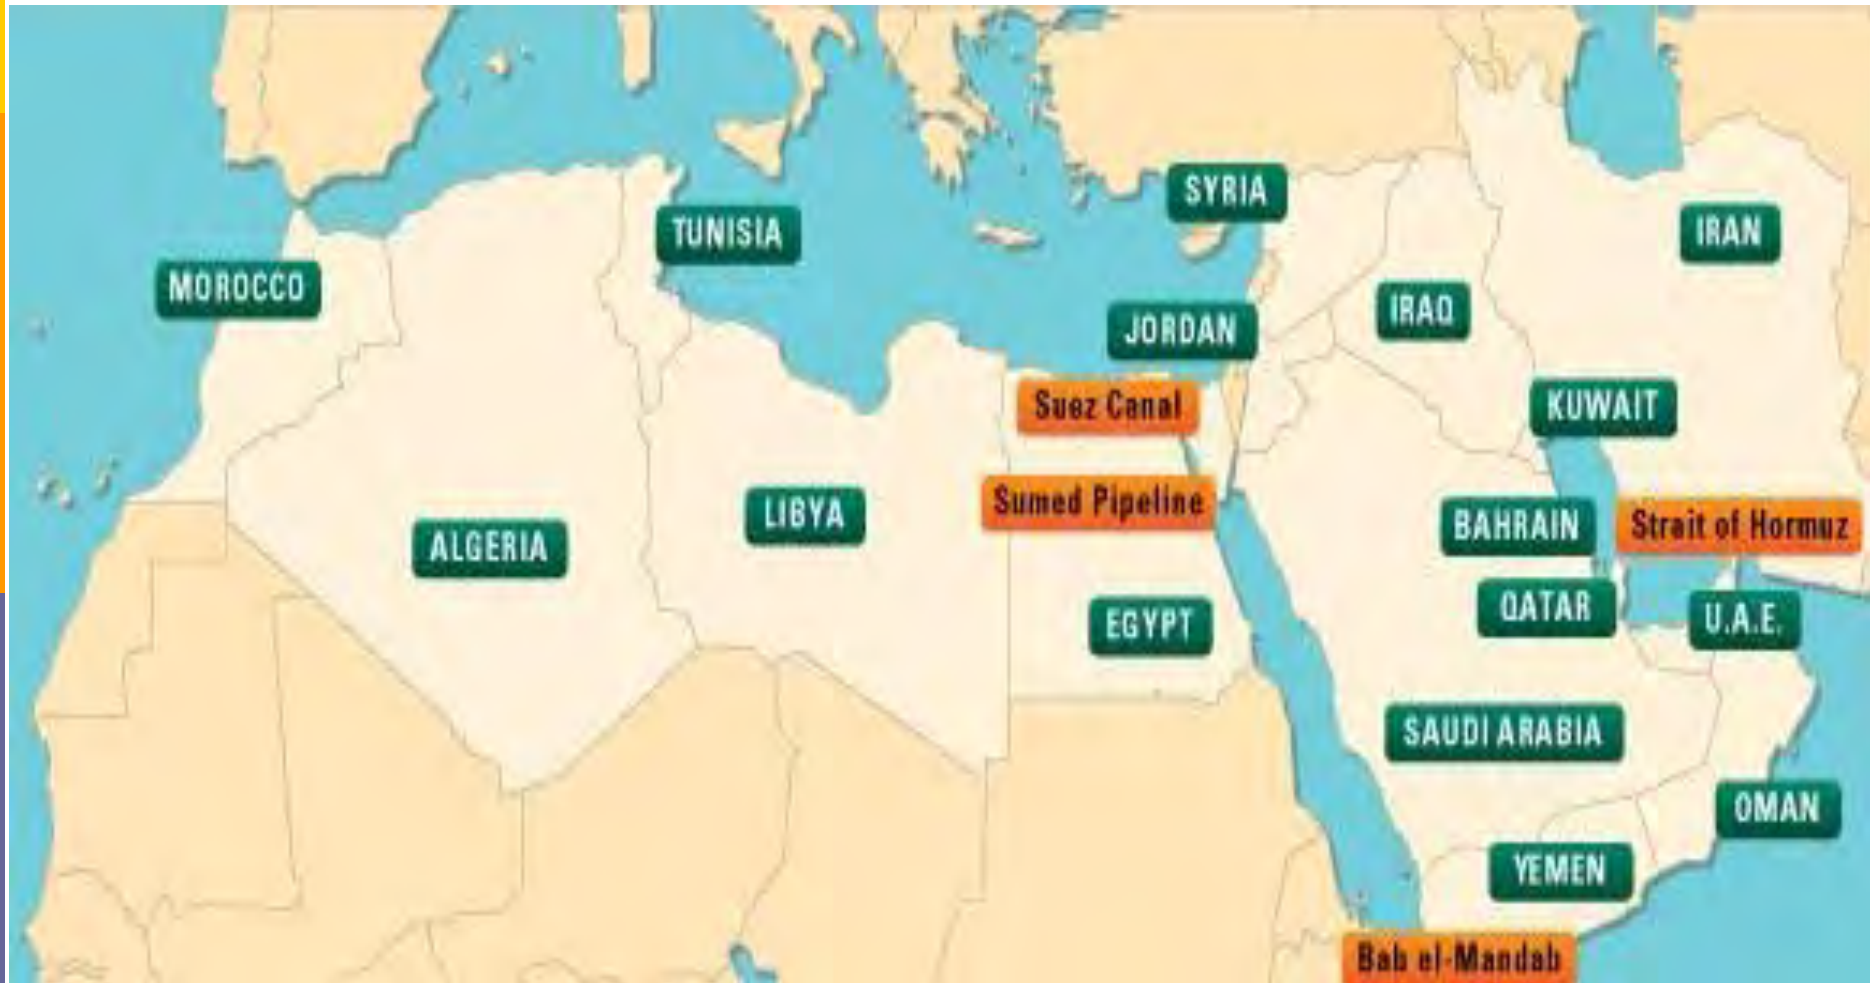 SYRIA
TUNISIA
IRAN
MOROCCO
IRAQ
JORDAN
Suez Canal
KUWAIT
Sumed Pipeline
LIBYA
BAHRAIN
Strait of Hormuz
ALGERIA
QATAR
U.A.E.
EGYPT
SAUDI ARABIA
OMAN
YEMEN
Bab el-Mandab